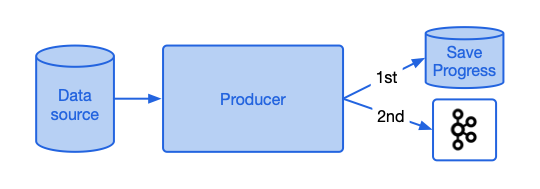 Data
source
Producer
1st
2nd
Save
Progress